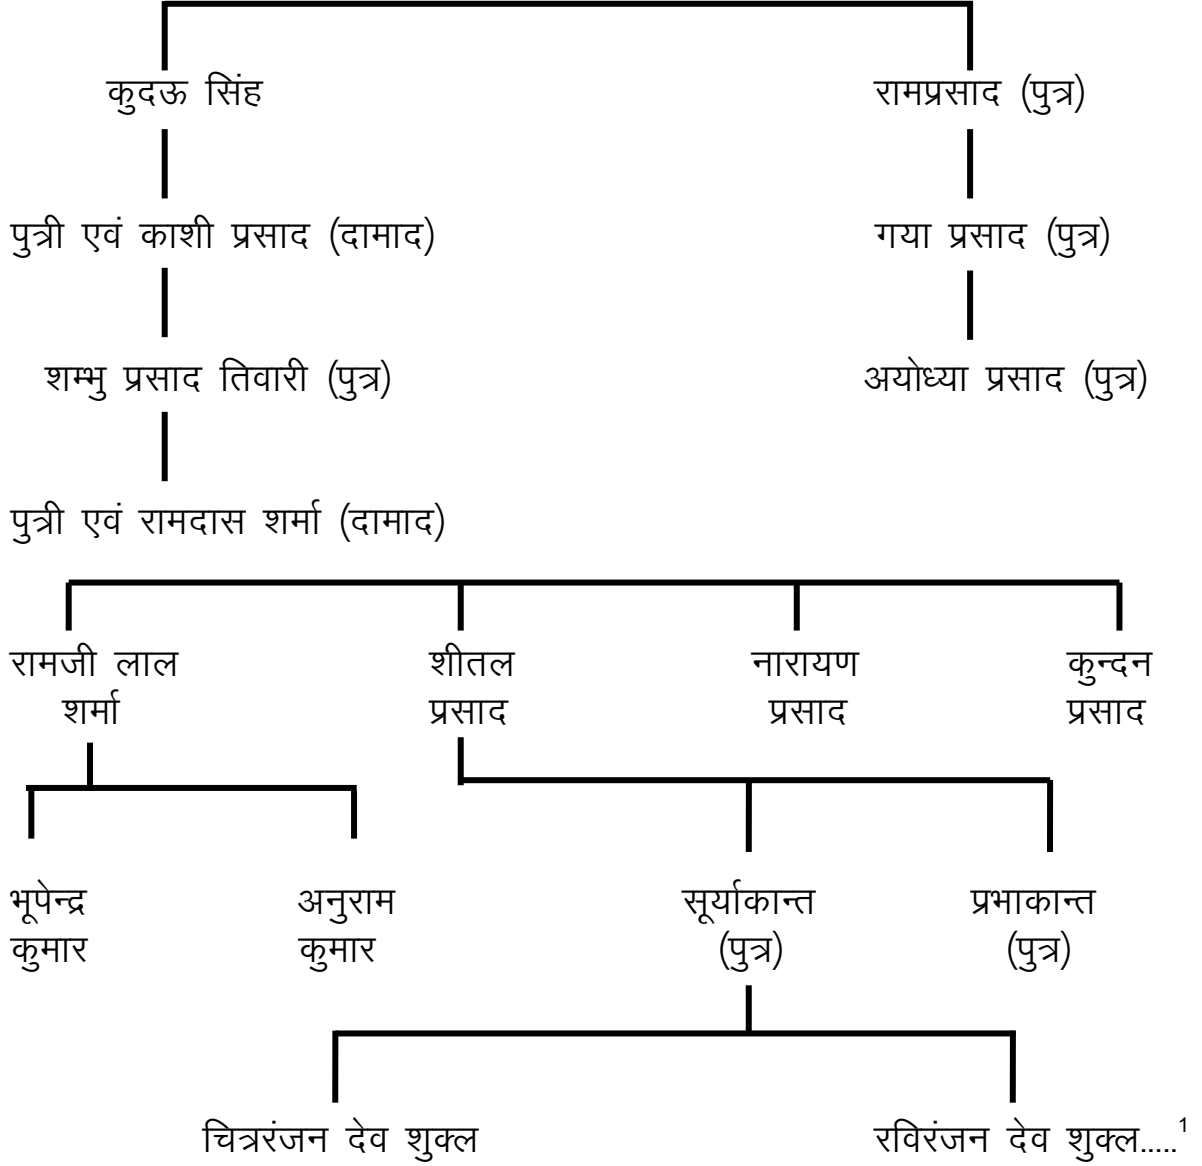 कुदऊ सिंह
रामप्रसाद (पुत्र)
पुत्री एवं काशी प्रसाद (दामाद)
गया प्रसाद (पुत्र)
शम्भु प्रसाद तिवारी (पुत्र)
अयोध्या प्रसाद (पुत्र)
पुत्री एवं रामदास शर्मा (दामाद)
रामजी लाल
शर्मा
शीतल
प्रसाद
नारायण
प्रसाद
कुन्दन
प्रसाद
भूपेन्द्र
कुमार
अनुराम
कुमार
सूर्याकान्त
(पुत्र)
प्रभाकान्त
(पुत्र)
चित्ररंजन देव शुक्ल
रविरंजन देव शुक्ल.....¹